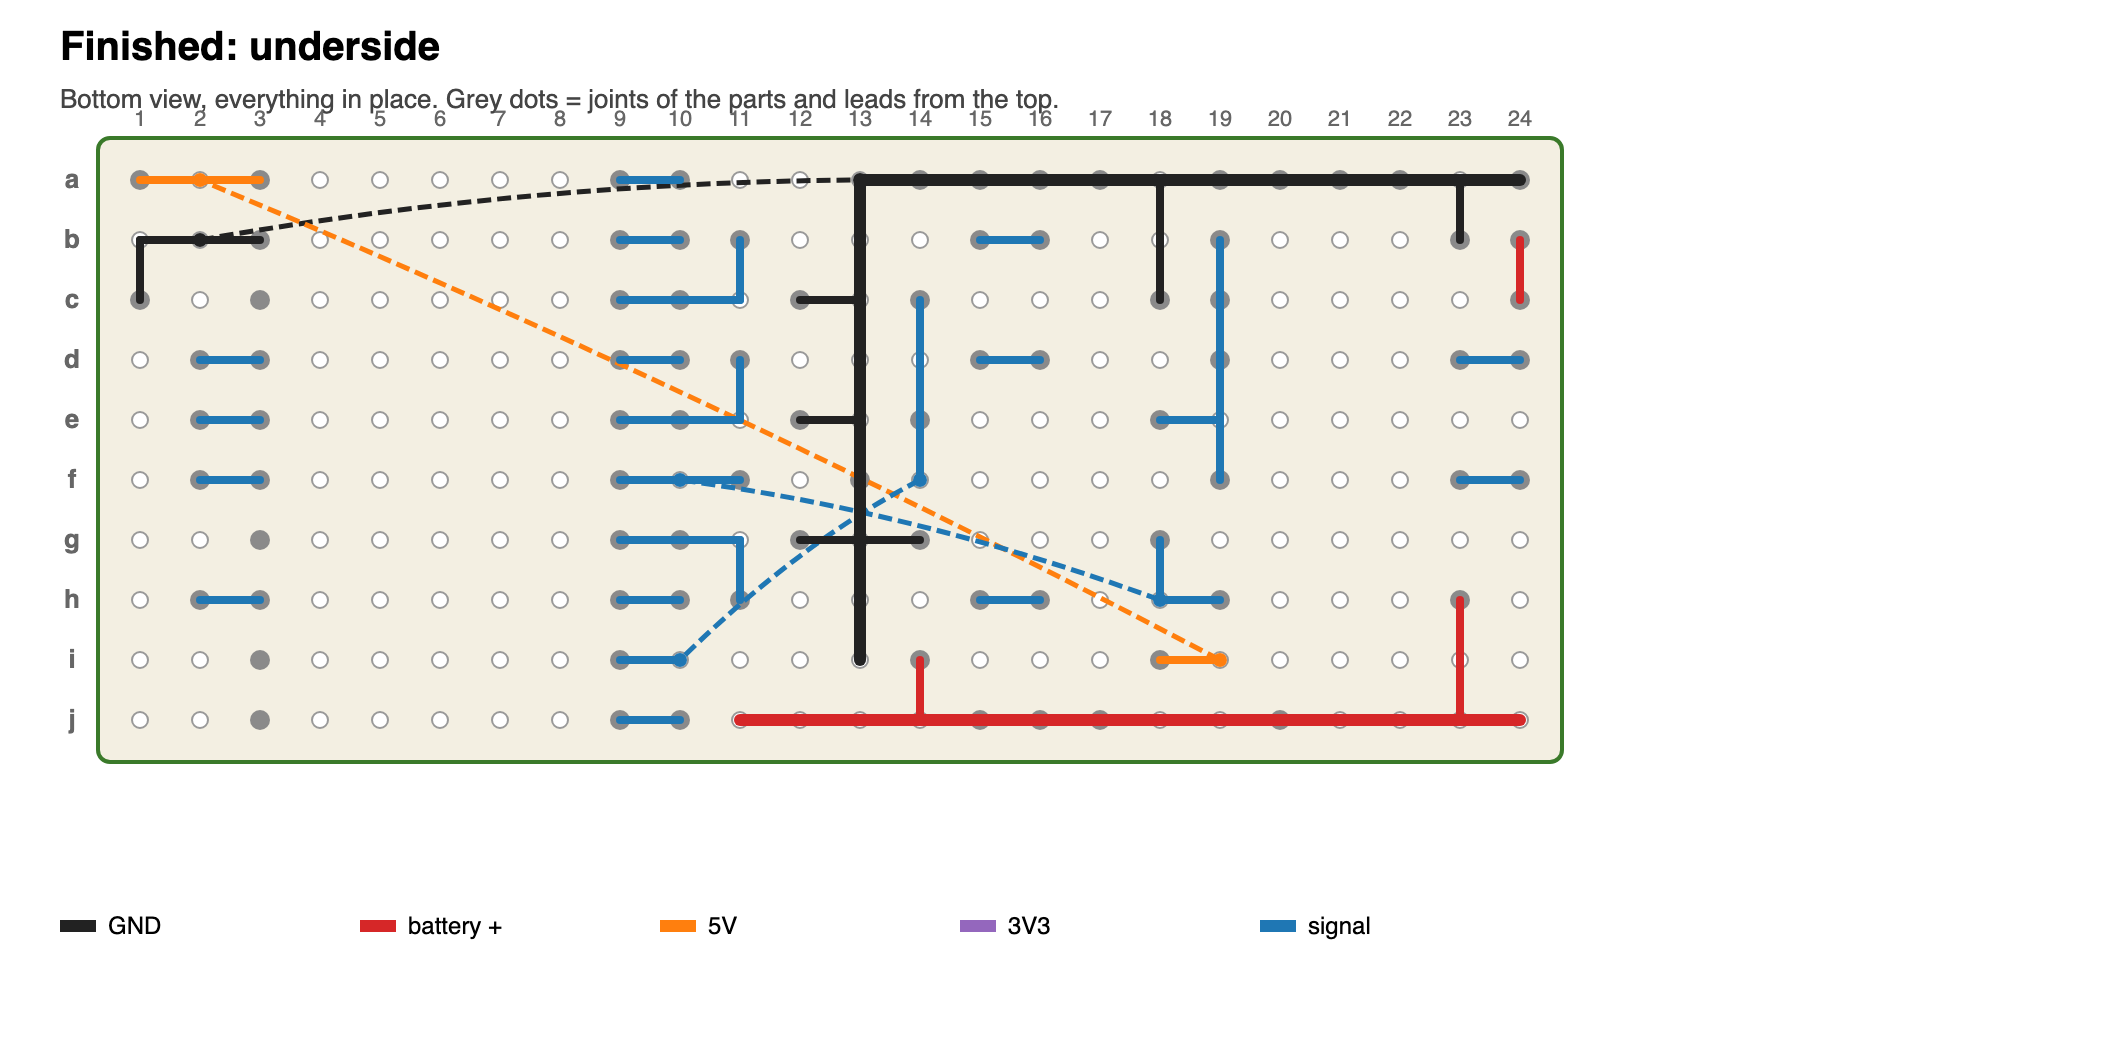 Finished: underside
Bottom view, everything in place. Grey dots = joints of the parts and leads from the top.
1 2 3 4 5 6 7 8 9 10 11 12 13 14 15 16 17 18 19 20 21 22 23 24
a
b
c
d
e
f
g
h
i
j
GND battery + 5V 3V3 signal